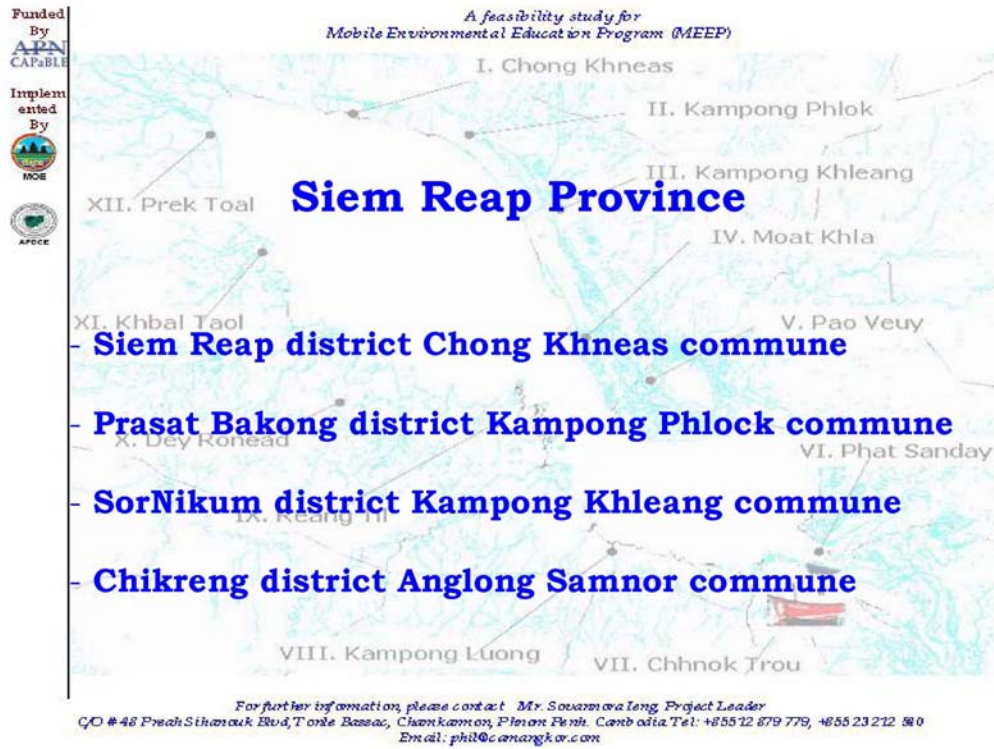 Funded
By
APN
CAPaBLE
Implem
ented
By
MOE
AFDCE
A feasibility study for
Mobile Environmental Education Program (MEEP)
I. Chong Khneas
II. Kampong Phlok
III. Kampong Khleang
XII. Prek Toal
Siem Reap Province
IV. Moat Khla
XI. Khbal Taol
V. Pao Veuy
- Siem Reap district Chong Khneas commune
- Prasat Bakong district Kampong Phlock commune
X. Dey Ronead
VI. Phat Sanday
- SorNikum district Kampong Khleang commune
IX. Reang Til
- Chikreng district Anglong Samnor commune
VIII. Kampong Luong
VII. Chhnok Trou
For further information, please contact Mr. Sovannora Ieng, Project Leader
C/O # 48 Preah Sihanouk Blvd, Tonle Bassac, Chamkarmon, Phnom Penh. Cambodia Tel: +855 12 879 779, +855 23 212 580
Email: phil@camangkor.com